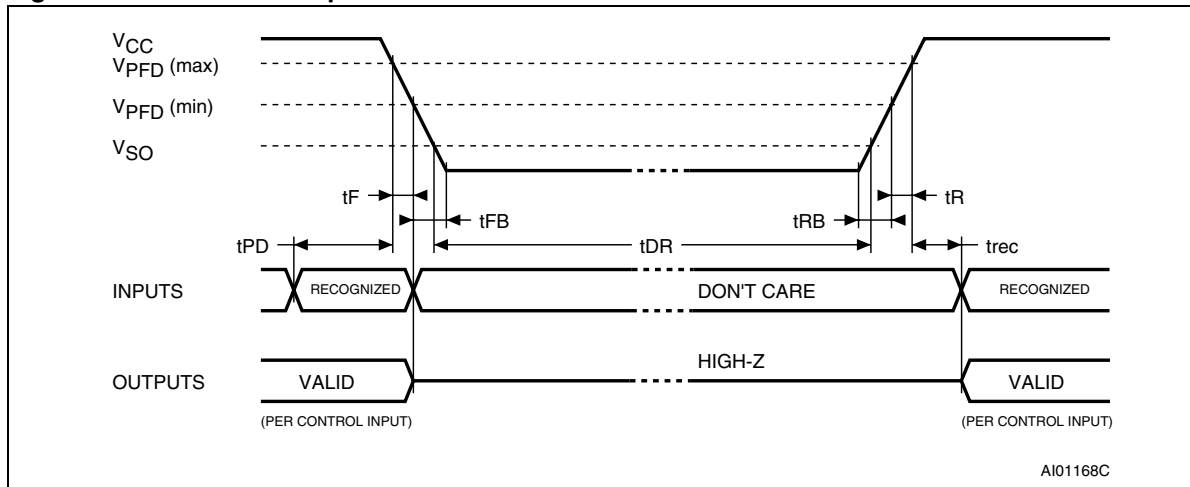 VCC
VPFD (max)
VPFD (min)
VSO
tF
tFB
tR
tRB
tPD
tDR
trec
INPUTS
RECOGNIZED
DON'T CARE
RECOGNIZED
HIGH-Z
OUTPUTS
VALID
VALID
(PER CONTROL INPUT)
(PER CONTROL INPUT)
AI01168C